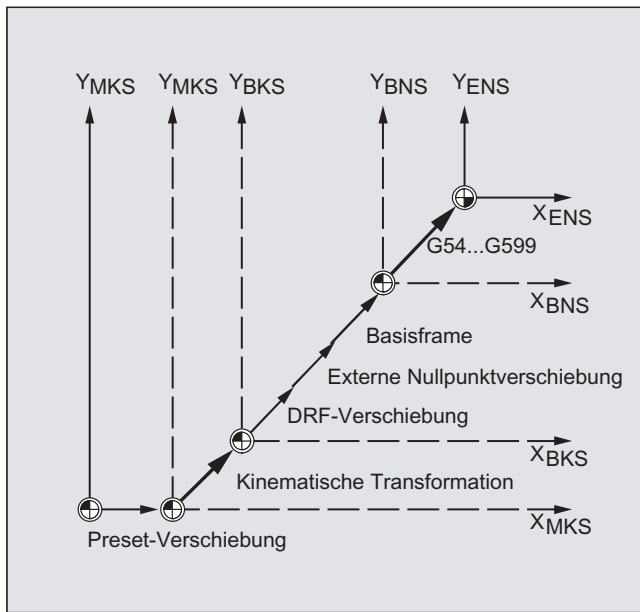 YMKS YMKS YBKS YBNS YENS
XENS
G54...G599
XBNS
Basisframe
Externe Nullpunktverschiebung
DRF-Verschiebung
XBKS
Kinematische Transformation
XMKS
Preset-Verschiebung